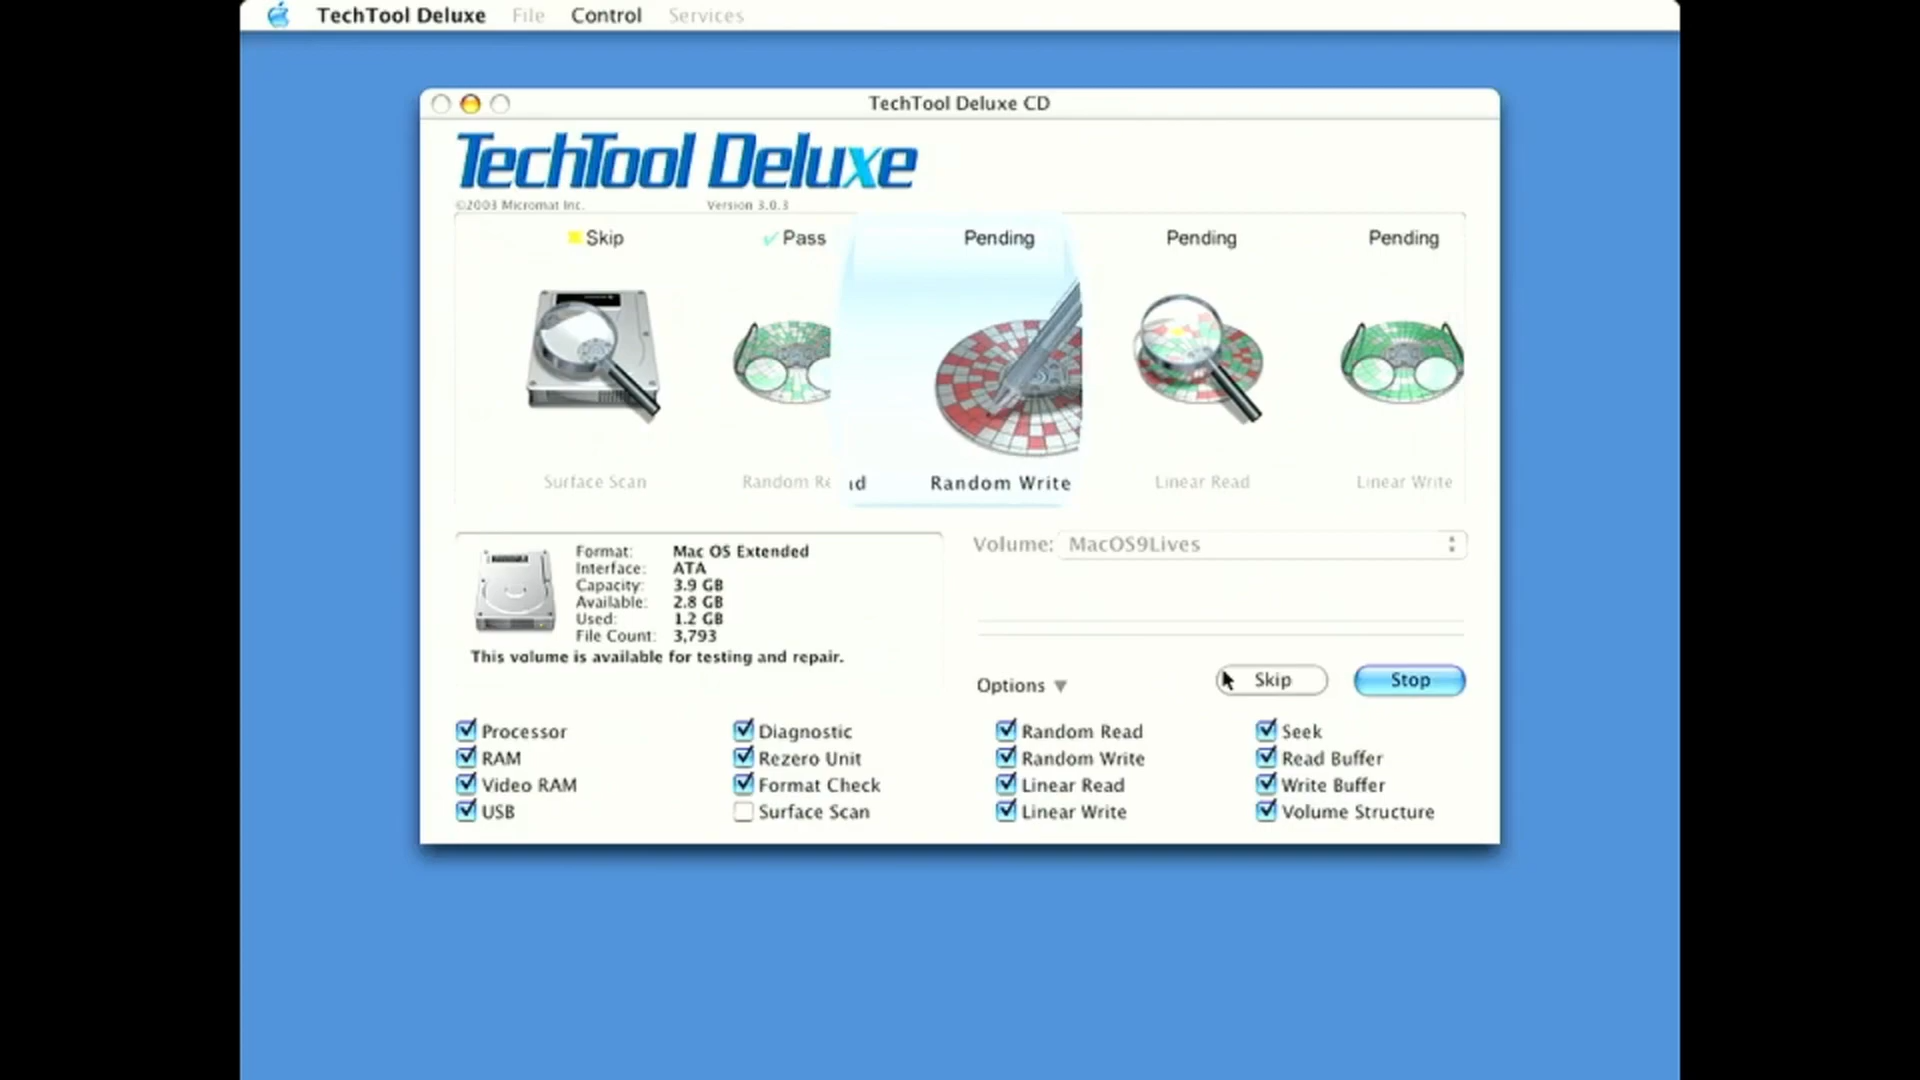 TechTool Deluxe File Control Services
TechTool Deluxe CD
TechTool Deluxe
©2003 Micromat Inc. Version 3.0.3
Skip Pass Pending Pending Pending
Surface Scan Random Re ad Random Write Linear Read Linear Write
Format: Mac OS Extended
Interface: ATA
Capacity: 3.9 GB
Available: 2.8 GB
Used: 1.2 GB
File Count: 3,793
This volume is available for testing and repair.
Volume: MacOS9Lives
Options Skip Stop
Processor Diagnostic Random Read Seek
RAM Rezero Unit Random Write Read Buffer
Video RAM Format Check Linear Read Write Buffer
USB Surface Scan Linear Write Volume Structure